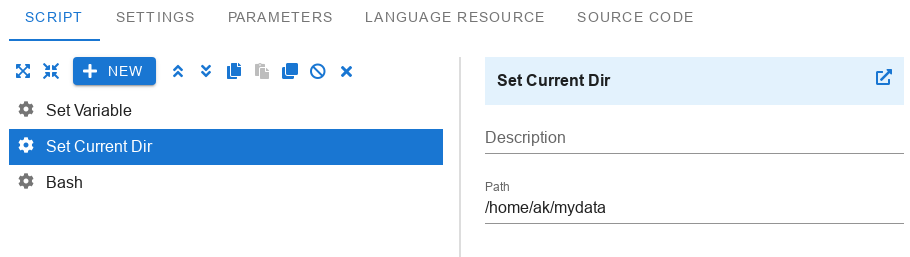 SCRIPT SETTINGS PARAMETERS LANGUAGE RESOURCE SOURCE CODE
NEW
Set Variable
Set Current Dir
Bash
Set Current Dir
Description
Path
/home/ak/mydata